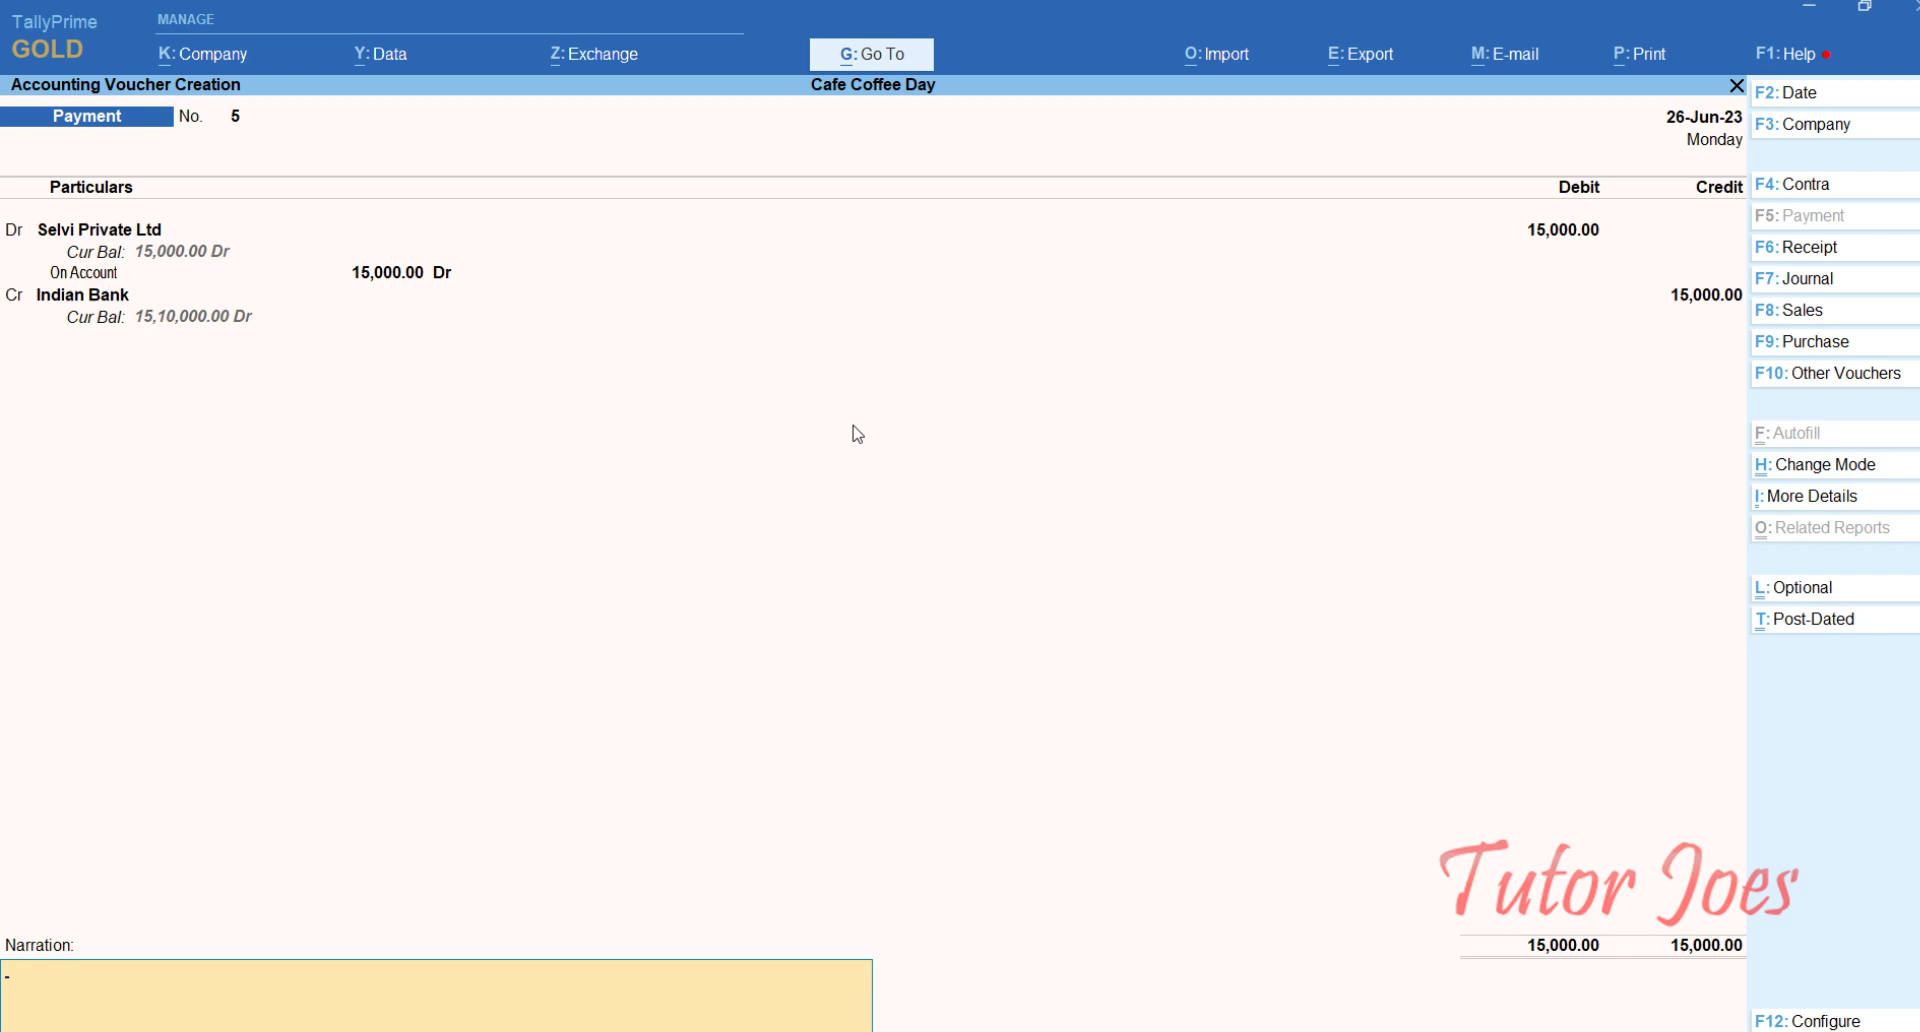 TallyPrime
GOLD
MANAGE
K: Company
Y: Data
Z: Exchange
G: Go To
O: Import
E: Export
M: E-mail
P: Print
F1: Help
Accounting Voucher Creation
Cafe Coffee Day
Payment No. 5
26-Jun-23
Monday
Particulars Debit Credit
Dr Selvi Private Ltd 15,000.00
Cur Bal: 15,000.00 Dr
On Account 15,000.00 Dr
Cr Indian Bank 15,000.00
Cur Bal: 15,10,000.00 Dr
Narration:
-
15,000.00 15,000.00
Tutor Joes
F2: Date
F3: Company
F4: Contra
F5: Payment
F6: Receipt
F7: Journal
F8: Sales
F9: Purchase
F10: Other Vouchers
F: Autofill
H: Change Mode
I: More Details
O: Related Reports
L: Optional
T: Post-Dated
F12: Configure